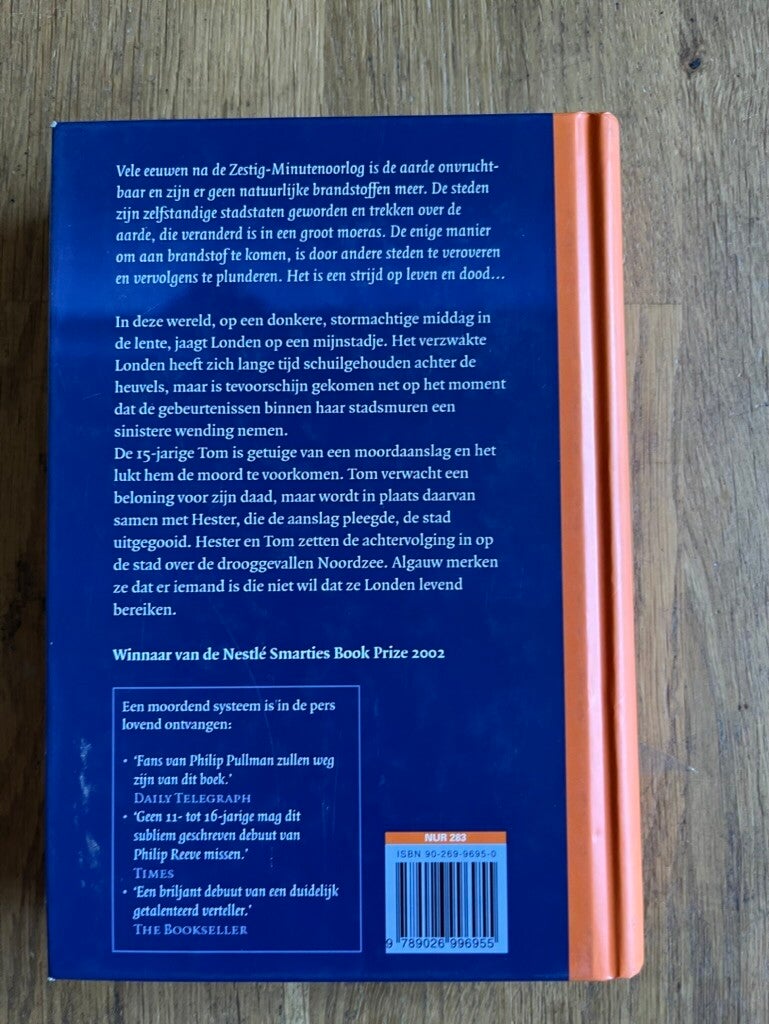 Vele eeuwen na de Zestig-Minutenoorlog is de aarde onvrucht-
baar en zijn er geen natuurlijke brandstoffen meer. De steden
zijn zelfstandige stadstaten geworden en trekken over de
aarde, die veranderd is in een groot moeras. De enige manier
om aan brandstof te komen, is door andere steden te veroveren
en vervolgens te plunderen. Het is een strijd op leven en dood...
In deze wereld, op een donkere, stormachtige middag in
de lente, jaagt Londen op een mijnstadje. Het verzwakte
Londen heeft zich lange tijd schuilgehouden achter de
heuvels, maar is tevoorschijn gekomen net op het moment
dat de gebeurtenissen binnen haar stadsmuren een
sinistere wending nemen.
De 15-jarige Tom is getuige van een moordaanslag en het
lukt hem de moord te voorkomen. Tom verwacht een
beloning voor zijn daad, maar wordt in plaats daarvan
samen met Hester, die de aanslag pleegde, de stad
uitgegooid. Hester en Tom zetten de achtervolging in op
de stad over de drooggevallen Noordzee. Algauw merken
ze dat er iemand is die niet wil dat ze Londen levend
bereiken.
Winnaar van de Nestlé Smarties Book Prize 2002
Een moordend systeem is in de pers
lovend ontvangen:
• 'Fans van Philip Pullman zullen weg
zijn van dit boek.'
DAILY TELEGRAPH
• 'Geen 11- tot 16-jarige mag dit
subliem geschreven debuut van
Philip Reeve missen.'
TIMES
• 'Een briljant debuut van een duidelijk
getalenteerd verteller.'
THE BOOKSELLER
NUR 283
ISBN 90-269-9695-0
9 789026 996955